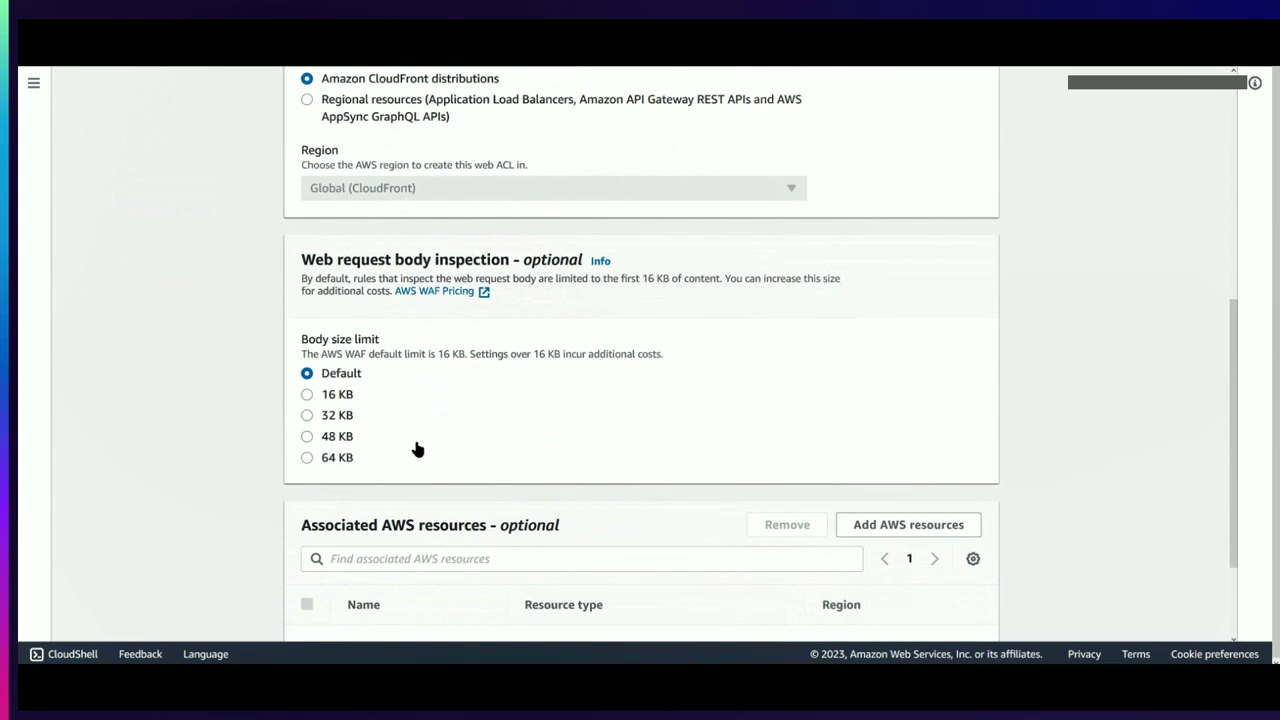 Amazon CloudFront distributions
Regional resources (Application Load Balancers, Amazon API Gateway REST APIs and AWS
AppSync GraphQL APIs)
Region
Choose the AWS region to create this web ACL in.
Global (CloudFront)
Web request body inspection - optional Info
By default, rules that inspect the web request body are limited to the first 16 KB of content. You can increase this size
for additional costs. AWS WAF Pricing
Body size limit
The AWS WAF default limit is 16 KB. Settings over 16 KB incur additional costs.
Default
16 KB
32 KB
48 KB
64 KB
Associated AWS resources - optional Remove Add AWS resources
Find associated AWS resources 1
Name Resource type Region
CloudShell Feedback Language © 2023, Amazon Web Services, Inc. or its affiliates. Privacy Terms Cookie preferences